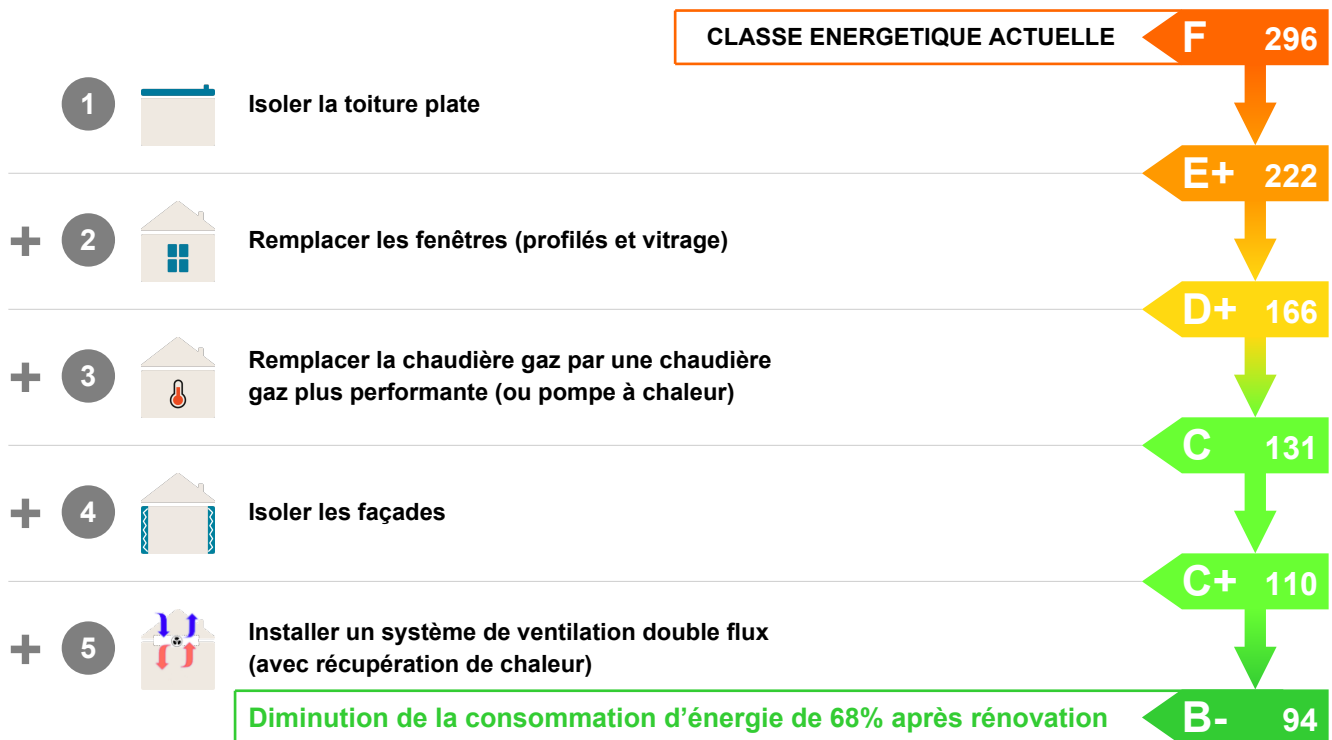 CLASSE ENERGETIQUE ACTUELLE F 296
1 Isoler la toiture plate
E+ 222
+ 2 Remplacer les fenêtres (profilés et vitrage)
D+ 166
+ 3 Remplacer la chaudière gaz par une chaudière
gaz plus performante (ou pompe à chaleur)
C 131
+ 4 Isoler les façades
C+ 110
+ 5 Installer un système de ventilation double flux
(avec récupération de chaleur)
Diminution de la consommation d’énergie de 68% après rénovation B- 94